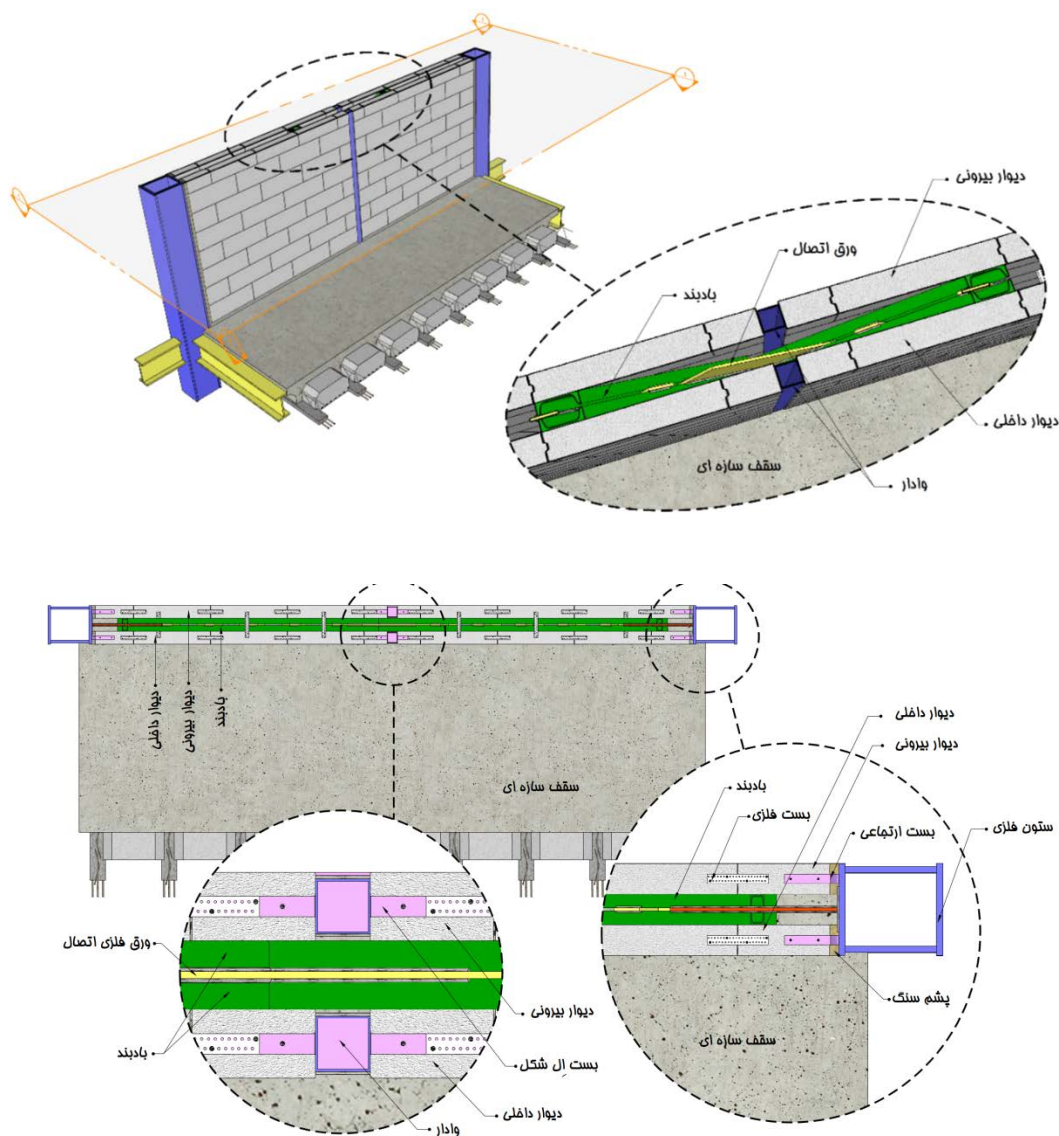 دیوار بیرونی
ورق اتصال
بادبند
دیوار داخلی
سقف سازه ای
وادار
دیوار داخلی
دیوار بیرونی
بادبند
سقف سازه ای
دیوار داخلی
دیوار بیرونی
بادبند
بست فلزی
بست ارتجاعی
ستون فلزی
پشم سنگ
سقف سازه ای
ورق فلزی اتصال
دیوار بیرونی
بادبند
بست ال شکل
دیوار داخلی
وادار